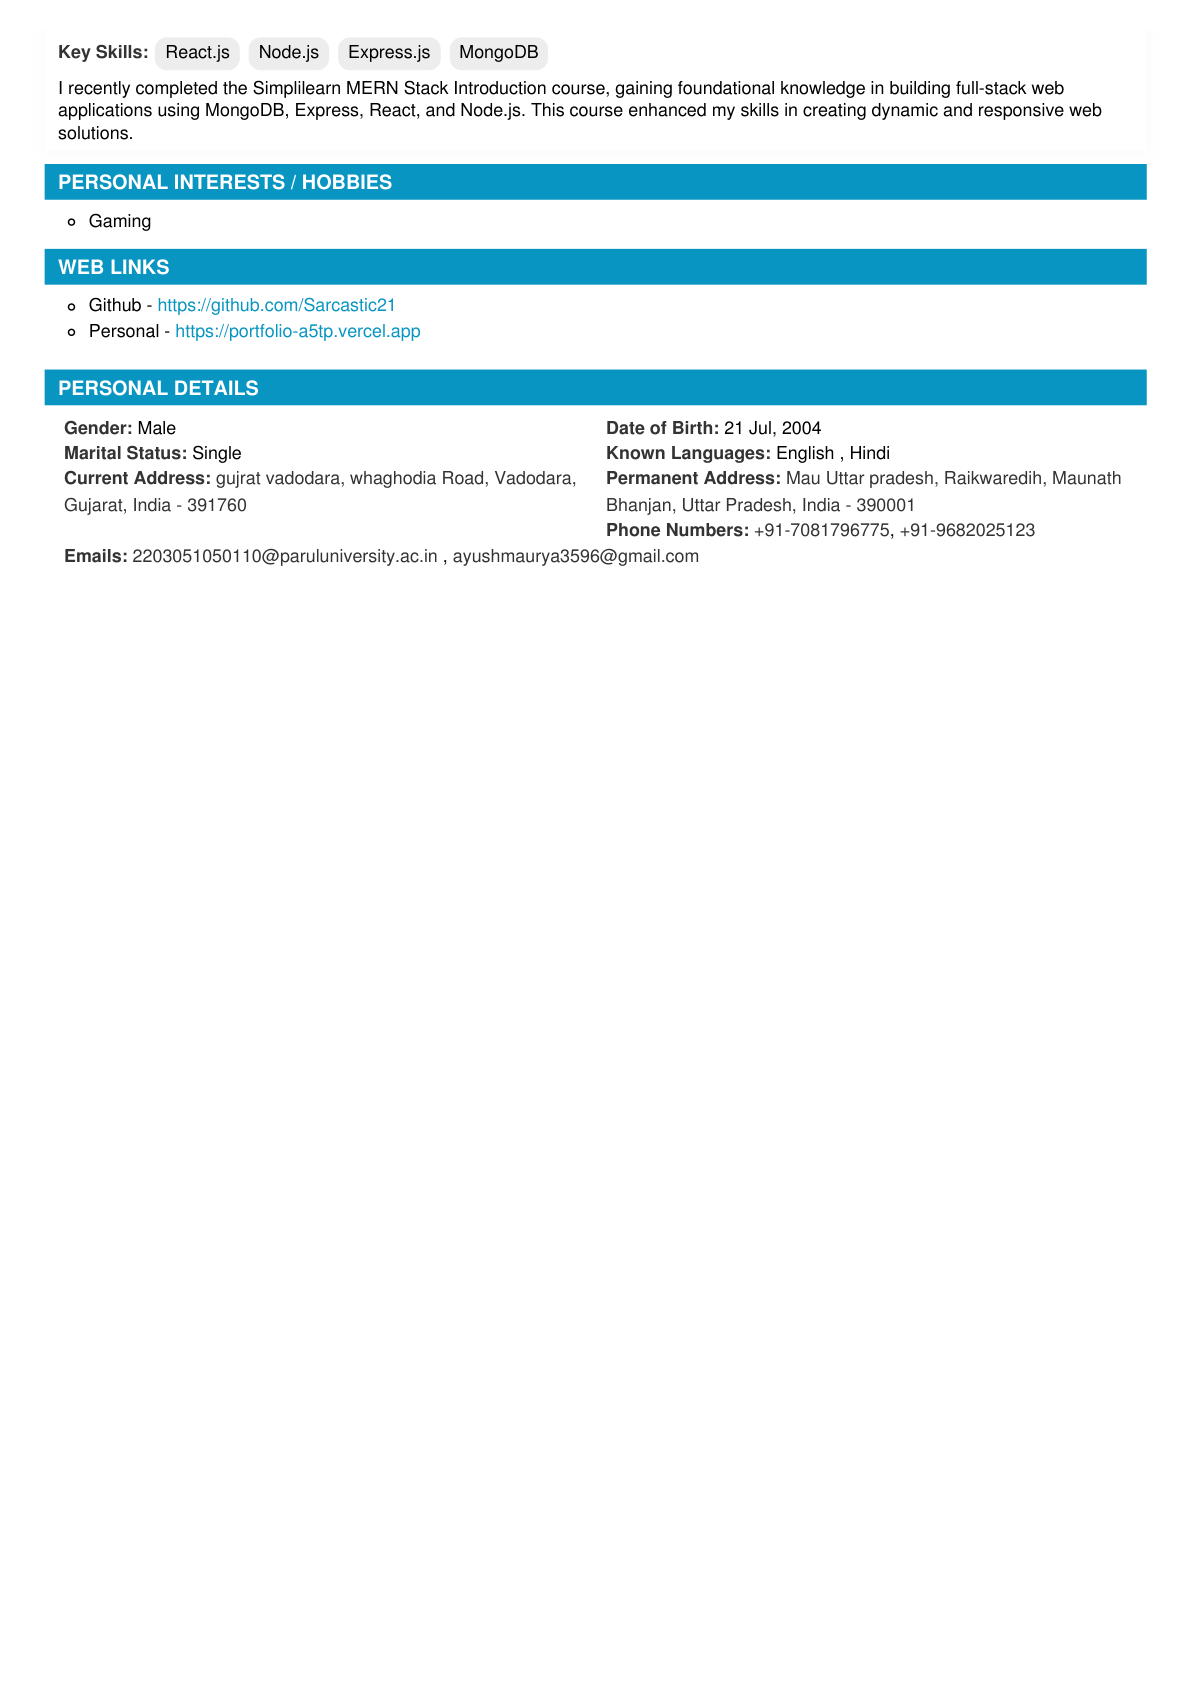 Key Skills: React.js Node.js Express.js MongoDB
I recently completed the Simplilearn MERN Stack Introduction course, gaining foundational knowledge in building full-stack web
applications using MongoDB, Express, React, and Node.js. This course enhanced my skills in creating dynamic and responsive web
solutions.
PERSONAL INTERESTS / HOBBIES
Gaming
WEB LINKS
Github - https://github.com/Sarcastic21
Personal - https://portfolio-a5tp.vercel.app
PERSONAL DETAILS
Gender: Male
Marital Status: Single
Current Address: gujrat vadodara, whaghodia Road, Vadodara,
Gujarat, India - 391760
Date of Birth: 21 Jul, 2004
Known Languages: English , Hindi
Permanent Address: Mau Uttar pradesh, Raikwaredih, Maunath
Bhanjan, Uttar Pradesh, India - 390001
Phone Numbers: +91-7081796775, +91-9682025123
Emails: 2203051050110@paruluniversity.ac.in , ayushmaurya3596@gmail.com